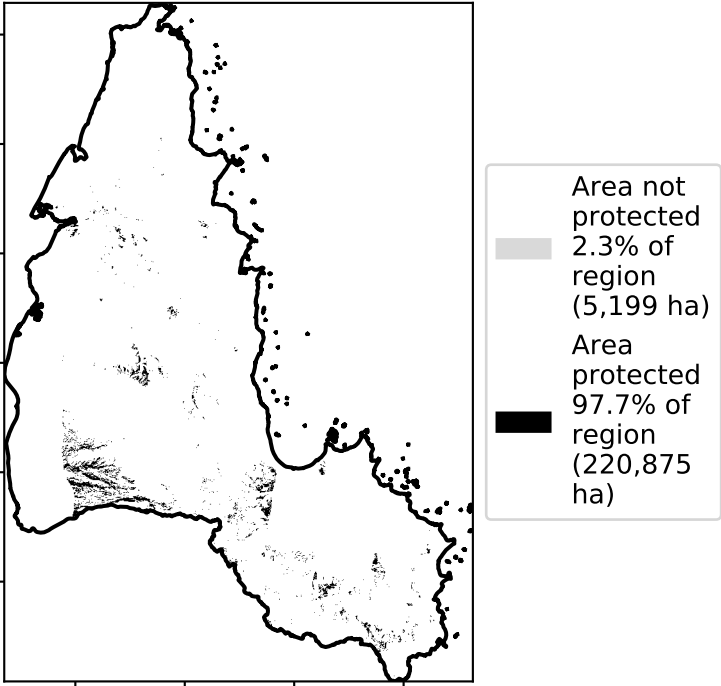 Area not
protected
2.3% of
region
(5,199 ha)
Area
protected
97.7% of
region
(220,875
ha)